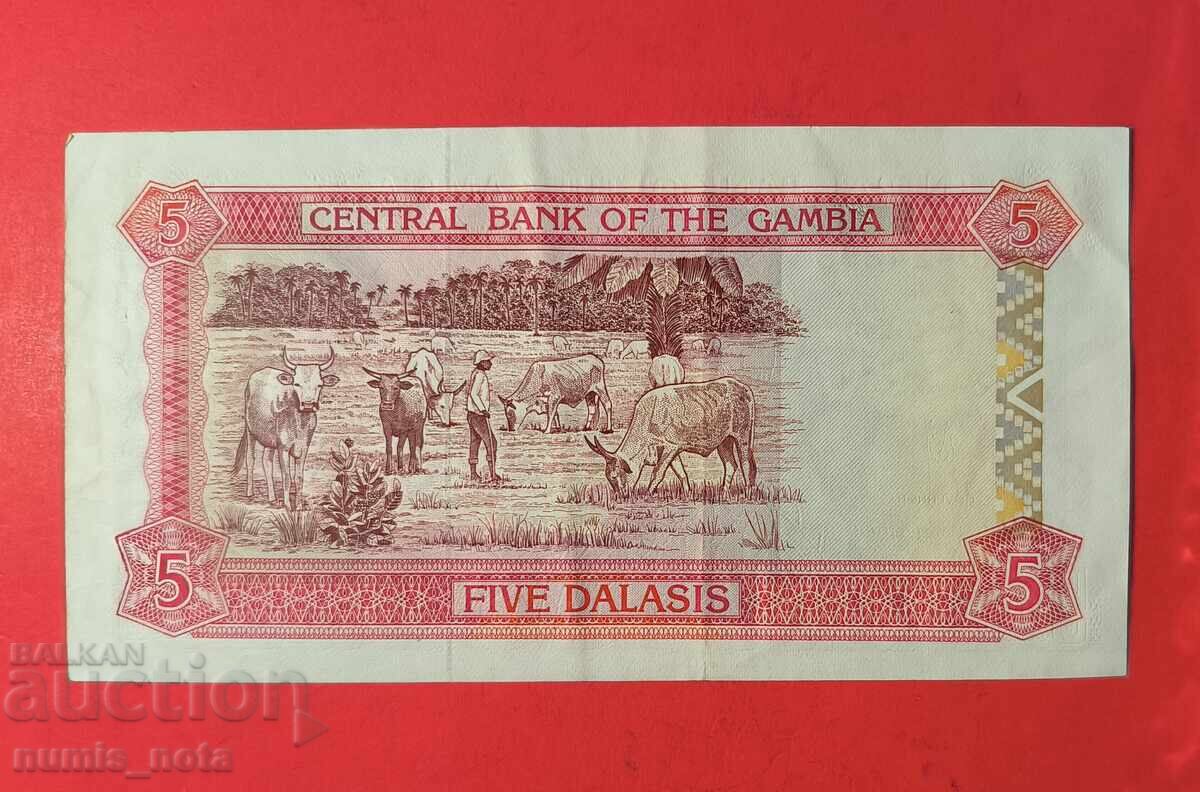 5 CENTRAL BANK OF THE GAMBIA 5
5 FIVE DALASIS 5
BALKAN
auction
numis_nota